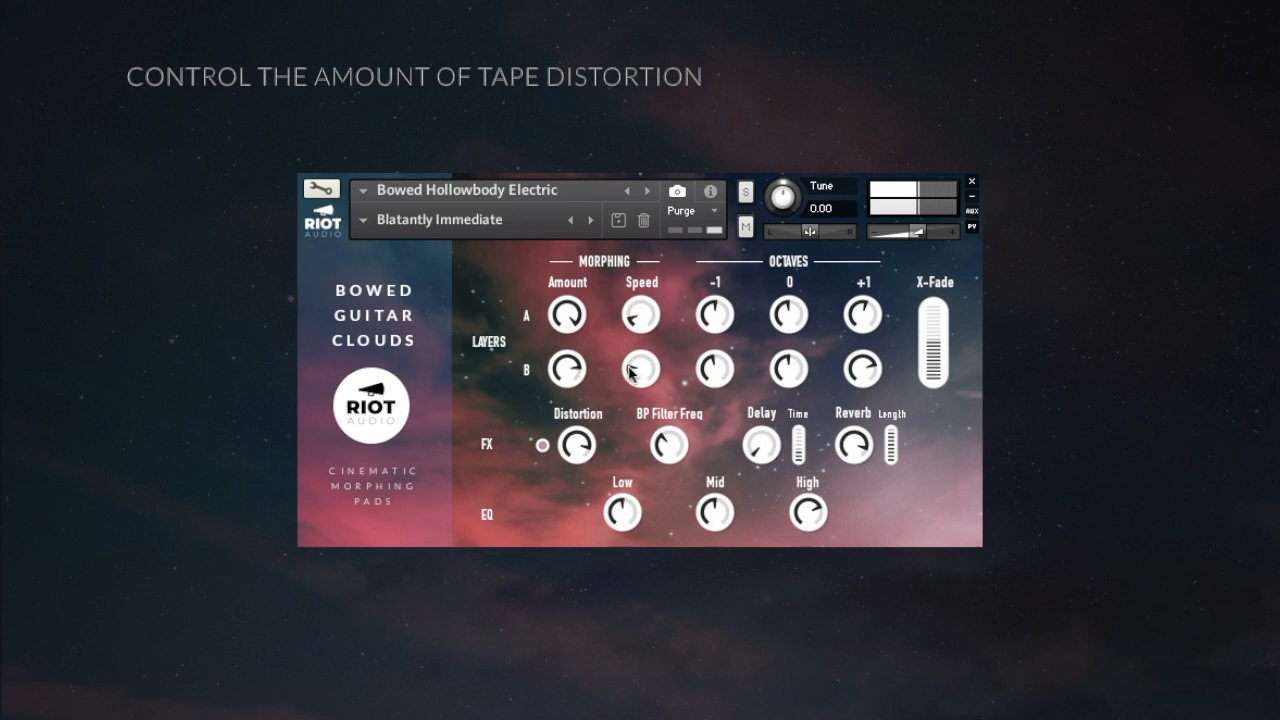 CONTROL THE AMOUNT OF TAPE DISTORTION
Bowed Hollowbody Electric
Blatantly Immediate
Purge
S
M
Tune
0.00
L
R
AUX
PV
RIOT
AUDIO
BOWED
GUITAR
CLOUDS
RIOT
AUDIO
CINEMATIC
MORPHING
PADS
MORPHING
OCTAVES
Amount
Speed
-1
0
+1
X-Fade
LAYERS
A
B
FX
Distortion
BP Filter Freq
Delay
Time
Reverb
Length
EQ
Low
Mid
High